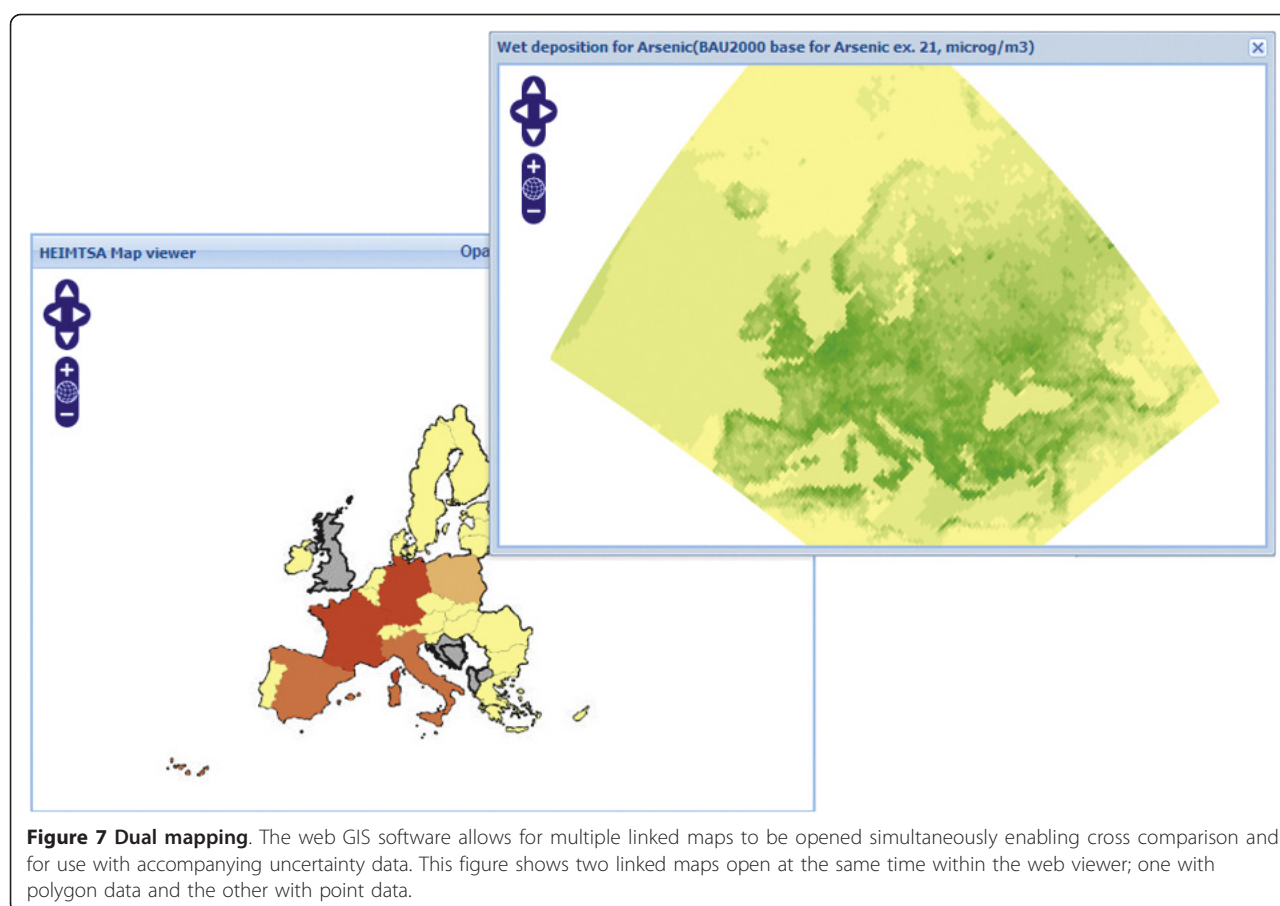 Wet deposition for Arsenic(BAU2000 base for Arsenic ex. 21, microg/m3)
HEIMTSA Map viewer
Opa
Figure 7 Dual mapping. The web GIS software allows for multiple linked maps to be opened simultaneously enabling cross comparison and
for use with accompanying uncertainty data. This figure shows two linked maps open at the same time within the web viewer; one with
polygon data and the other with point data.